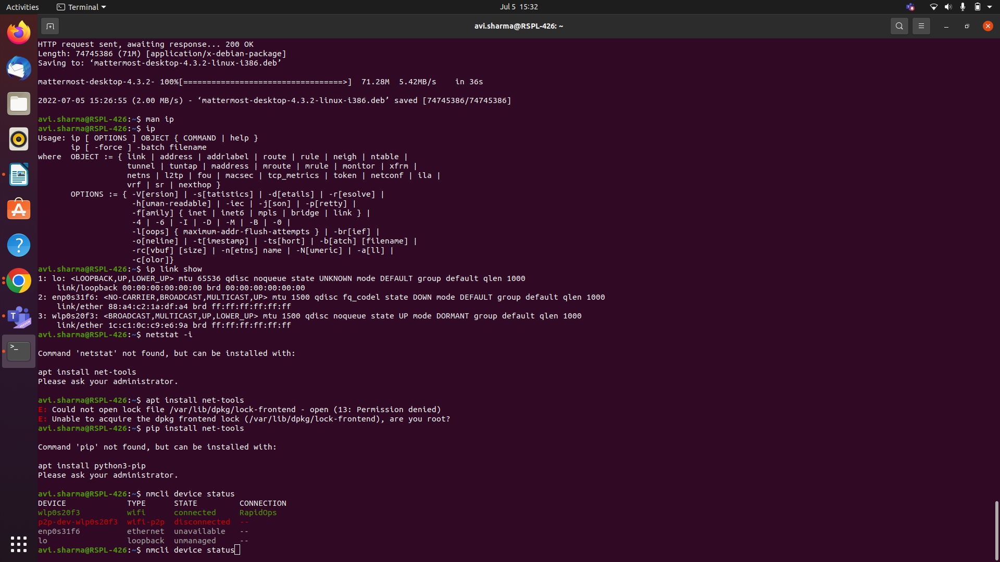 Activities
Terminal
Jul 5 15:32
avi.sharma@RSPL-426: ~
HTTP request sent, awaiting response... 200 OK
Length: 74745386 (71M) [application/x-debian-package]
Saving to: ‘mattermost-desktop-4.3.2-linux-i386.deb’
mattermost-desktop-4.3.2- 100%[==================================>]  71.28M  5.42MB/s    in 36s
2022-07-05 15:26:55 (2.00 MB/s) - ‘mattermost-desktop-4.3.2-linux-i386.deb’ saved [74745386/74745386]
avi.sharma@RSPL-426:~$ man ip
avi.sharma@RSPL-426:~$ ip
Usage: ip [ OPTIONS ] OBJECT { COMMAND | help }
       ip [ -force ] -batch filename
where  OBJECT := { link | address | addrlabel | route | rule | neigh | ntable |
                   tunnel | tuntap | maddress | mroute | mrule | monitor | xfrm |
                   netns | l2tp | fou | macsec | tcp_metrics | token | netconf | ila |
                   vrf | sr | nexthop }
       OPTIONS := { -V[ersion] | -s[tatistics] | -d[etails] | -r[esolve] |
                    -h[uman-readable] | -iec | -j[son] | -p[retty] |
                    -f[amily] { inet | inet6 | mpls | bridge | link } |
                    -4 | -6 | -I | -D | -M | -B | -0 |
                    -l[oops] { maximum-addr-flush-attempts } | -br[ief] |
                    -o[neline] | -t[imestamp] | -ts[hort] | -b[atch] [filename] |
                    -rc[vbuf] [size] | -n[etns] name | -N[umeric] | -a[ll] |
                    -c[olor]}
avi.sharma@RSPL-426:~$ ip link show
1: lo: <LOOPBACK,UP,LOWER_UP> mtu 65536 qdisc noqueue state UNKNOWN mode DEFAULT group default qlen 1000
    link/loopback 00:00:00:00:00:00 brd 00:00:00:00:00:00
2: enp0s31f6: <NO-CARRIER,BROADCAST,MULTICAST,UP> mtu 1500 qdisc fq_codel state DOWN mode DEFAULT group default qlen 1000
    link/ether 88:a4:c2:1a:df:a4 brd ff:ff:ff:ff:ff:ff
3: wlp0s20f3: <BROADCAST,MULTICAST,UP,LOWER_UP> mtu 1500 qdisc noqueue state UP mode DORMANT group default qlen 1000
    link/ether 1c:c1:0c:c9:e6:9a brd ff:ff:ff:ff:ff:ff
avi.sharma@RSPL-426:~$ netstat -i
Command 'netstat' not found, but can be installed with:
apt install net-tools
Please ask your administrator.
avi.sharma@RSPL-426:~$ apt install net-tools
E: Could not open lock file /var/lib/dpkg/lock-frontend - open (13: Permission denied)
E: Unable to acquire the dpkg frontend lock (/var/lib/dpkg/lock-frontend), are you root?
avi.sharma@RSPL-426:~$ pip install net-tools
Command 'pip' not found, but can be installed with:
apt install python3-pip
Please ask your administrator.
avi.sharma@RSPL-426:~$ nmcli device status
DEVICE             TYPE      STATE         CONNECTION
wlp0s20f3          wifi      connected     RapidOps
p2p-dev-wlp0s20f3  wifi-p2p  disconnected  --
enp0s31f6          ethernet  unavailable   --
lo                 loopback  unmanaged     --
avi.sharma@RSPL-426:~$ nmcli device status